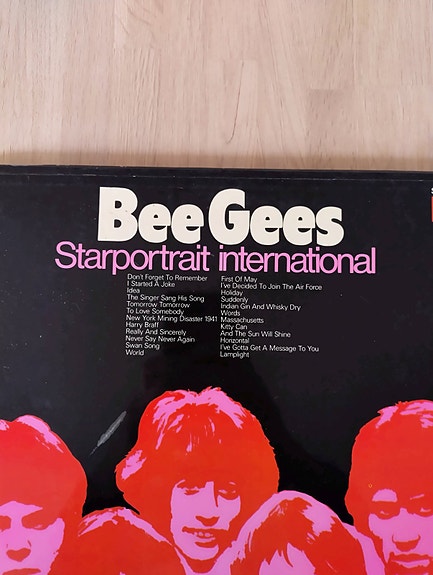 Bee Gees
Starportrait international
Don't Forget To Remember
I Started A Joke
Idea
The Singer Sang His Song
Tomorrow Tomorrow
To Love Somebody
New York Mining Disaster 1941
Harry Braff
Really And Sincerely
Never Say Never Again
Swan Song
World
First Of May
I've Decided To Join The Air Force
Holiday
Suddenly
Indian Gin And Whisky Dry
Words
Massachusetts
Kitty Can
And The Sun Will Shine
Horizontal
I've Gotta Get A Message To You
Lamplight